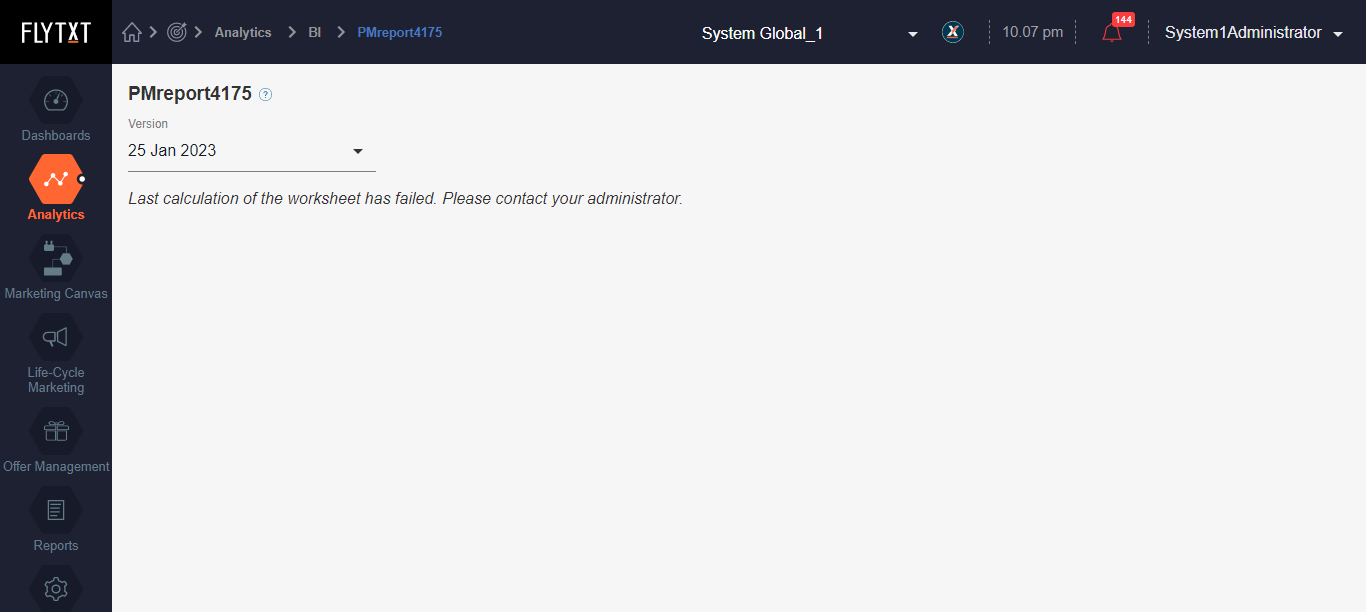 FLYTXT
Analytics
BI
PMreport4175
System Global_1
X
10.07 pm
144
System1Administrator
Dashboards
Analytics
Marketing Canvas
Life-Cycle
Marketing
Offer Management
Reports
PMreport4175 ?
Version
25 Jan 2023
Last calculation of the worksheet has failed. Please contact your administrator.